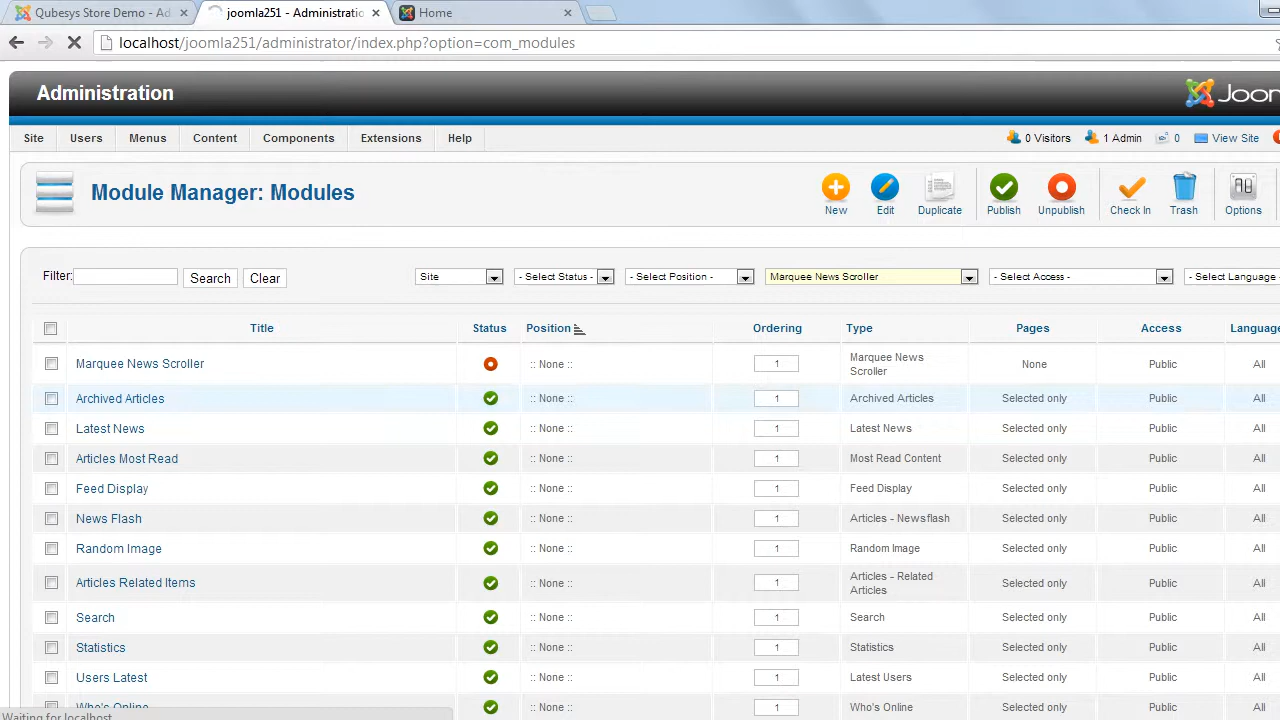 Qubesys Store Demo - Ad × joomla251 - Administratio × Home ×
localhost/joomla251/administrator/index.php?option=com_modules
Administration Joon
Site Users Menus Content Components Extensions Help 0 Visitors 1 Admin 0 View Site
Module Manager: Modules
New Edit Duplicate Publish Unpublish Check In Trash Options
Filter: Search Clear Site - Select Status - - Select Position - Marquee News Scroller - Select Access - - Select Language -
Title Status Position Ordering Type Pages Access Language
Marquee News Scroller :: None :: 1 Marquee News Scroller None Public All
Archived Articles :: None :: 1 Archived Articles Selected only Public All
Latest News :: None :: 1 Latest News Selected only Public All
Articles Most Read :: None :: 1 Most Read Content Selected only Public All
Feed Display :: None :: 1 Feed Display Selected only Public All
News Flash :: None :: 1 Articles - Newsflash Selected only Public All
Random Image :: None :: 1 Random Image Selected only Public All
Articles Related Items :: None :: 1 Articles - Related Articles Selected only Public All
Search :: None :: 1 Search Selected only Public All
Statistics :: None :: 1 Statistics Selected only Public All
Users Latest :: None :: 1 Latest Users Selected only Public All
Who's Online :: None :: 1 Who's Online Selected only Public All
Waiting for localhost